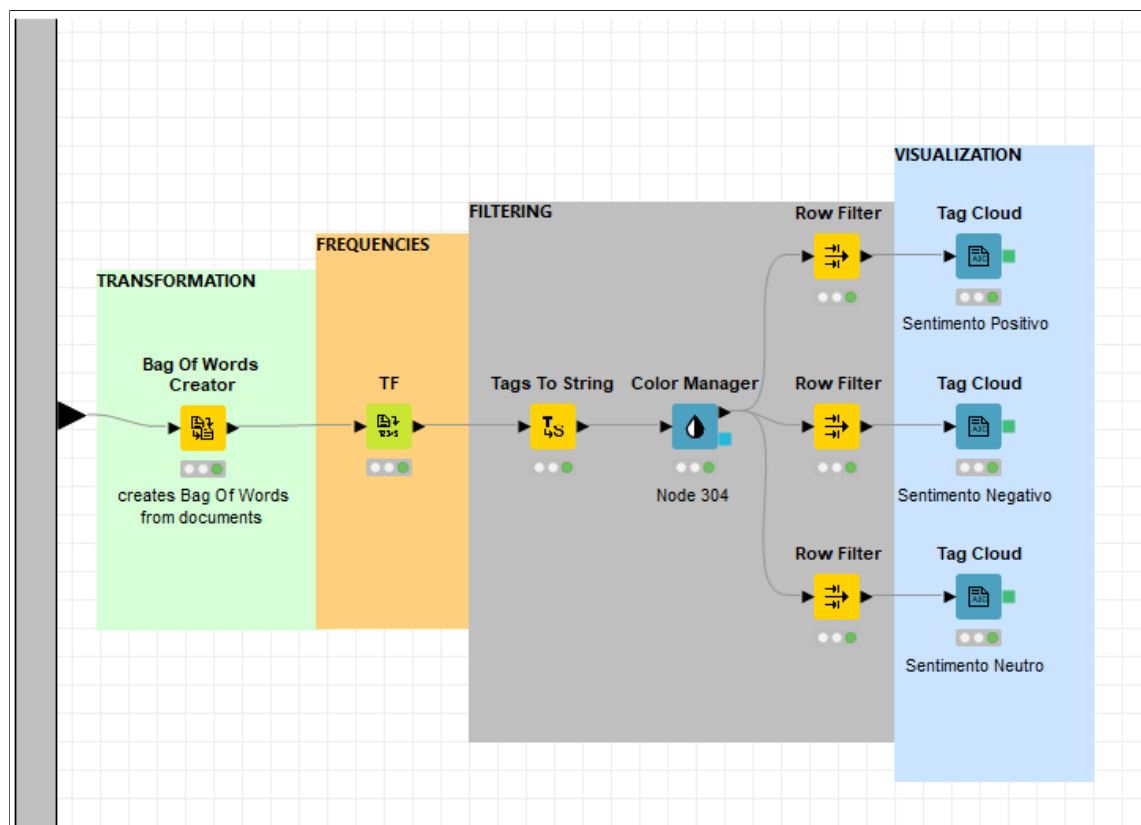 TRANSFORMATION
Bag Of Words
Creator
creates Bag Of Words
from documents
FREQUENCIES
TF
FILTERING
Tags To String
Color Manager
Node 304
Row Filter
Row Filter
Row Filter
VISUALIZATION
Tag Cloud
Sentimento Positivo
Tag Cloud
Sentimento Negativo
Tag Cloud
Sentimento Neutro